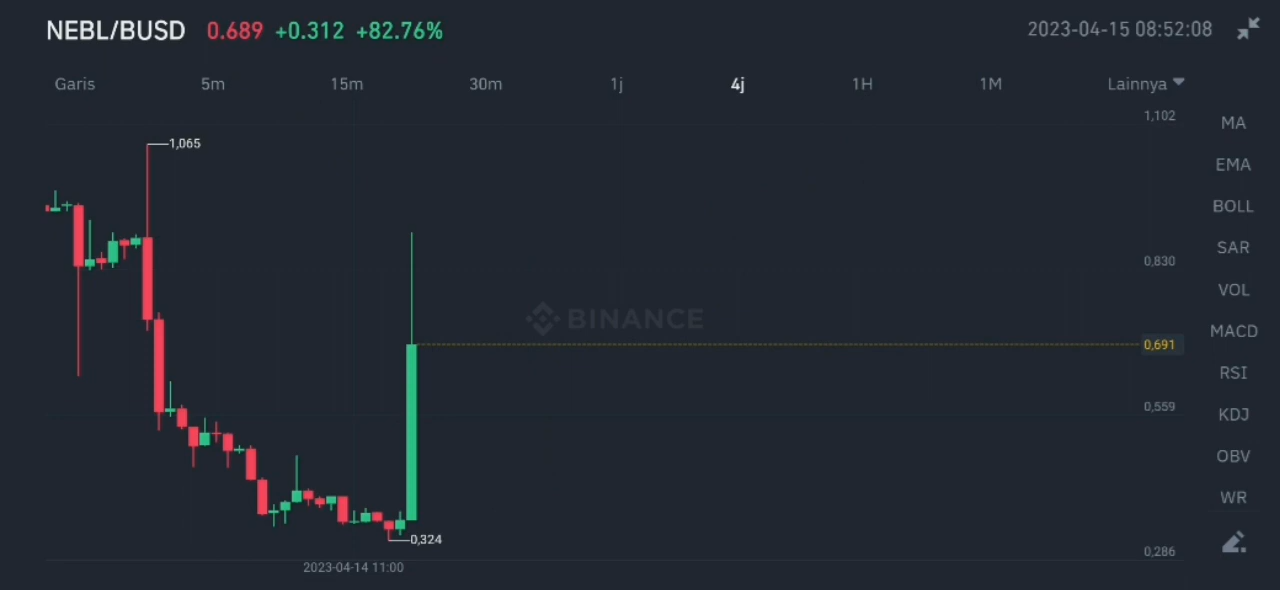 NEBL/BUSD 0.689 +0.312 +82.76% 2023-04-15 08:52:08
Garis 5m 15m 30m 1j 4j 1H 1M Lainnya
1,102
MA
1,065
EMA
BOLL
SAR
0,830
VOL
BINANCE
MACD
0,691
RSI
0,559
KDJ
OBV
WR
0,324
0,286
2023-04-14 11:00